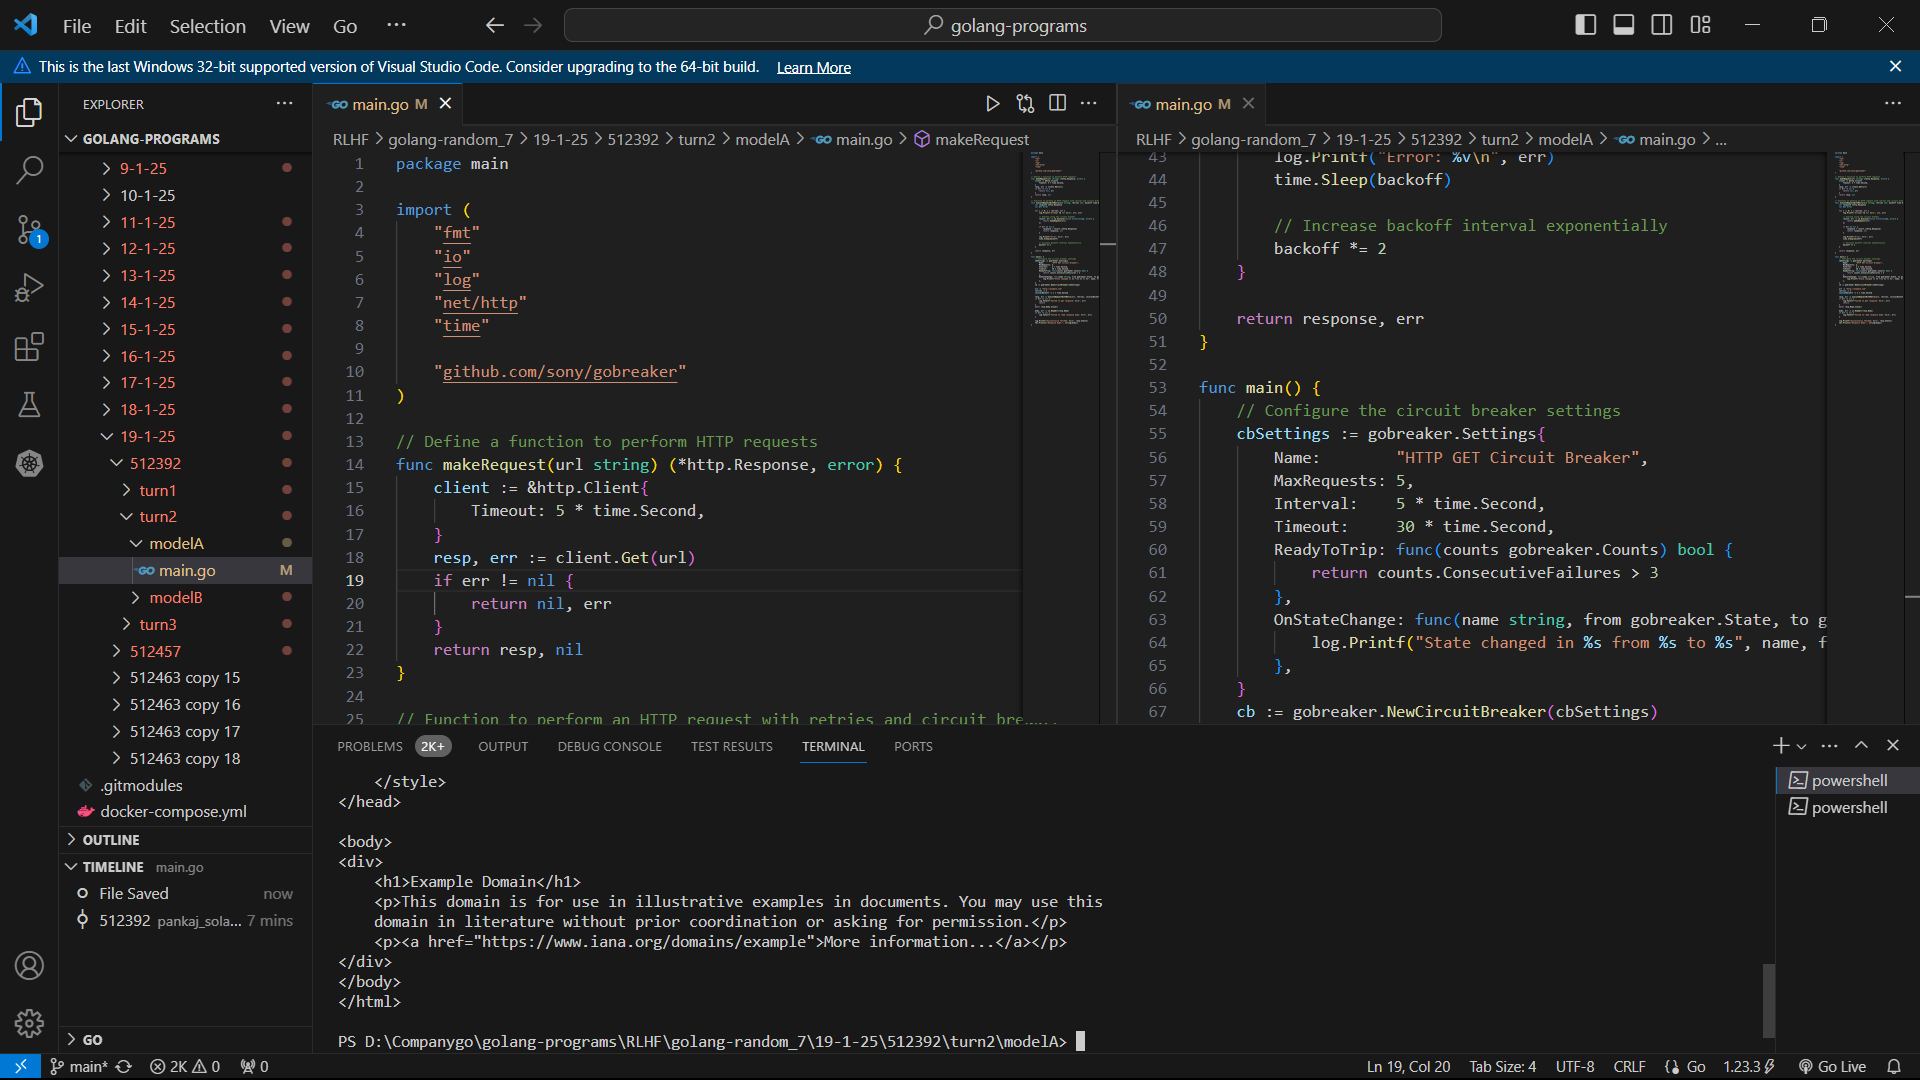 File Edit Selection View Go ···
golang-programs
This is the last Windows 32-bit supported version of Visual Studio Code. Consider upgrading to the 64-bit build. Learn More
EXPLORER
GOLANG-PROGRAMS
9-1-25
10-1-25
11-1-25
12-1-25
13-1-25
14-1-25
15-1-25
16-1-25
17-1-25
18-1-25
19-1-25
512392
turn1
turn2
modelA
main.go M
modelB
turn3
512457
512463 copy 15
512463 copy 16
512463 copy 17
512463 copy 18
.gitmodules
docker-compose.yml
OUTLINE
TIMELINE main.go
File Saved now
512392 pankaj_sola... 7 mins
GO
1
main.go M
RLHF > golang-random_7 > 19-1-25 > 512392 > turn2 > modelA > main.go > makeRequest
1 package main
2
3 import (
4 "fmt"
5 "io"
6 "log"
7 "net/http"
8 "time"
9
10 "github.com/sony/gobreaker"
11 )
12
13 // Define a function to perform HTTP requests
14 func makeRequest(url string) (*http.Response, error) {
15 client := &http.Client{
16 Timeout: 5 * time.Second,
17 }
18 resp, err := client.Get(url)
19 if err != nil {
20 return nil, err
21 }
22 return resp, nil
23 }
24
25 // Function to perform an HTTP request with retries and circuit
main.go M
RLHF > golang-random_7 > 19-1-25 > 512392 > turn2 > modelA > main.go > ...
43 log.Printf("Error: %v\n", err)
44 time.Sleep(backoff)
45
46 // Increase backoff interval exponentially
47 backoff *= 2
48 }
49
50 return response, err
51 }
52
53 func main() {
54 // Configure the circuit breaker settings
55 cbSettings := gobreaker.Settings{
56 Name: "HTTP GET Circuit Breaker",
57 MaxRequests: 5,
58 Interval: 5 * time.Second,
59 Timeout: 30 * time.Second,
60 ReadyToTrip: func(counts gobreaker.Counts) bool {
61 return counts.ConsecutiveFailures > 3
62 },
63 OnStateChange: func(name string, from gobreaker.State, to g
64 log.Printf("State changed in %s from %s to %s", name, f
65 },
66 }
67 cb := gobreaker.NewCircuitBreaker(cbSettings)
PROBLEMS 2K+ OUTPUT DEBUG CONSOLE TEST RESULTS TERMINAL PORTS
</style>
</head>
<body>
<div>
<h1>Example Domain</h1>
<p>This domain is for use in illustrative examples in documents. You may use this
domain in literature without prior coordination or asking for permission.</p>
<p><a href="https://www.iana.org/domains/example">More information...</a></p>
</div>
</body>
</html>
PS D:\Companygo\golang-programs\RLHF\golang-random_7\19-1-25\512392\turn2\modelA>
powershell
powershell
main* 2K 0 0 Ln 19, Col 20 Tab Size: 4 UTF-8 CRLF Go 1.23.3 Go Live